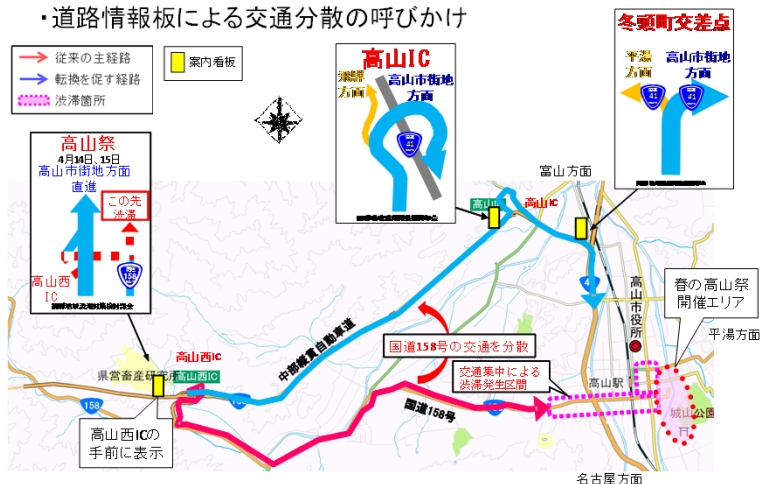 ・道路情報板による交通分散の呼びかけ
従来の主経路
転換を促す経路
渋滞箇所
案内看板
高山IC
飛騨
方面
高山市街地
方面
41
冬頭町交差点
平湯
方面
高山市街地
方面
41
41
高山祭
4月14日、15日
高山市街地方面
直進
この先
渋滞
高山西
IC
158
富山方面
高山IC
春の高山祭
開催エリア
高山市役所
平湯方面
国道158号の交通を分散
中部縦貫自動車道
交通集中による
渋滞発生区間
高山駅
城山公園
高山西IC
県営畜産研究所
高山西IC
158
国道158号
高山西ICの
手前に表示
名古屋方面